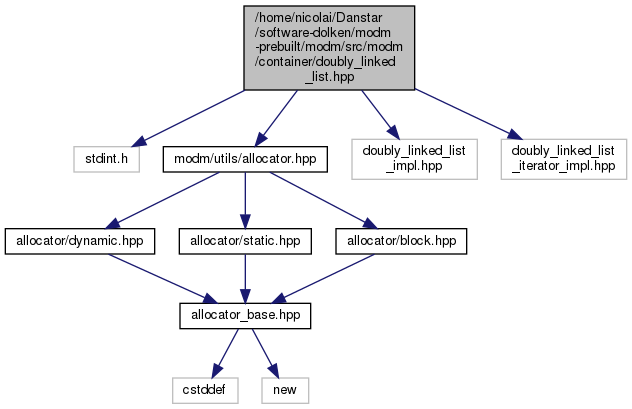 /home/nicolai/Danstar
/software-dolken/modm
-prebuilt/modm/src/modm
/container/doubly_linked
_list.hpp
stdint.h
modm/utils/allocator.hpp
doubly_linked_list
_impl.hpp
doubly_linked_list
_iterator_impl.hpp
allocator/dynamic.hpp
allocator/static.hpp
allocator/block.hpp
allocator_base.hpp
cstddef
new